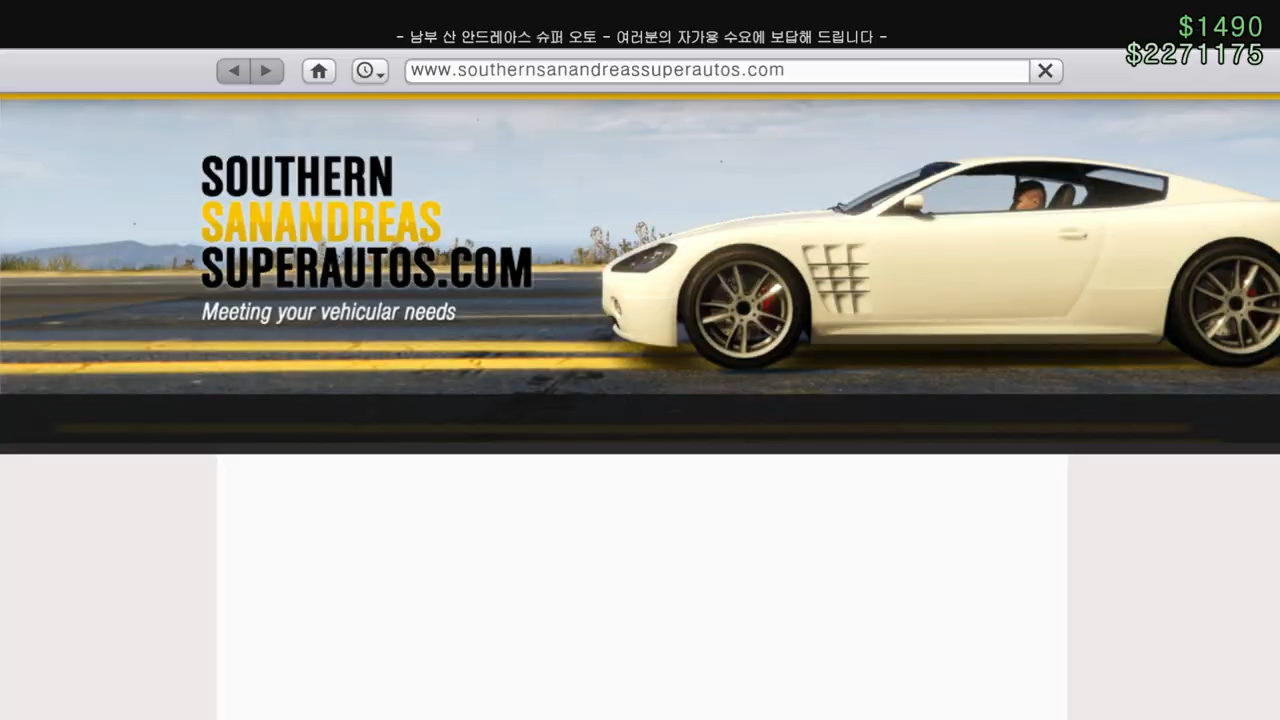 - 남부 산 안드레아스 슈퍼 오토 - 여러분의 자가용 수요에 보답해 드립니다 -
$1490
$2271175
www.southernsanandreassuperautos.com
SOUTHERN
SANANDREAS
SUPERAUTOS.COM
Meeting your vehicular needs